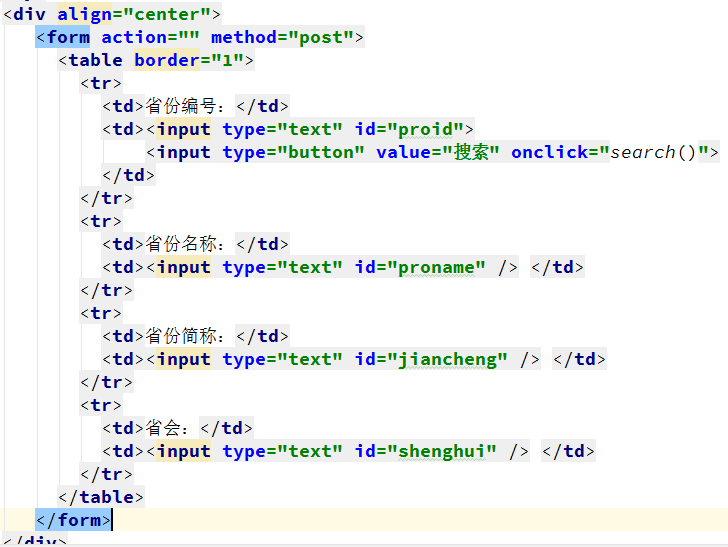 <div align="center">
<form action="" method="post">
<table border="1">
<tr>
<td>省份编号：</td>
<td><input type="text" id="proid">
<input type="button" value="搜索" onclick="search()">
</td>
</tr>
<tr>
<td>省份名称：</td>
<td><input type="text" id="proname" /> </td>
</tr>
<tr>
<td>省份简称：</td>
<td><input type="text" id="jiancheng" /> </td>
</tr>
<tr>
<td>省会：</td>
<td><input type="text" id="shenghui" /> </td>
</tr>
</table>
</form>
</div>